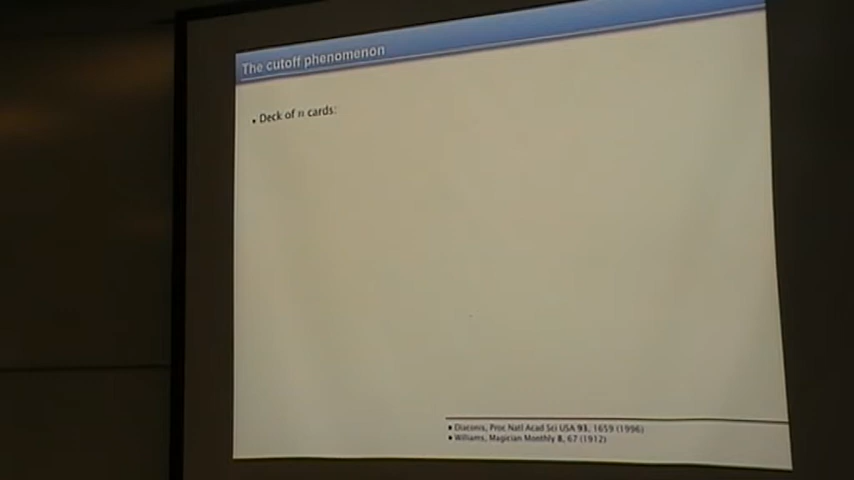 The cutoff phenomenon
• Deck of n cards:
• Diaconis, Proc Natl Acad Sci USA 93, 1659 (1996)
• Williams, Magician Monthly 8, 67 (1912)